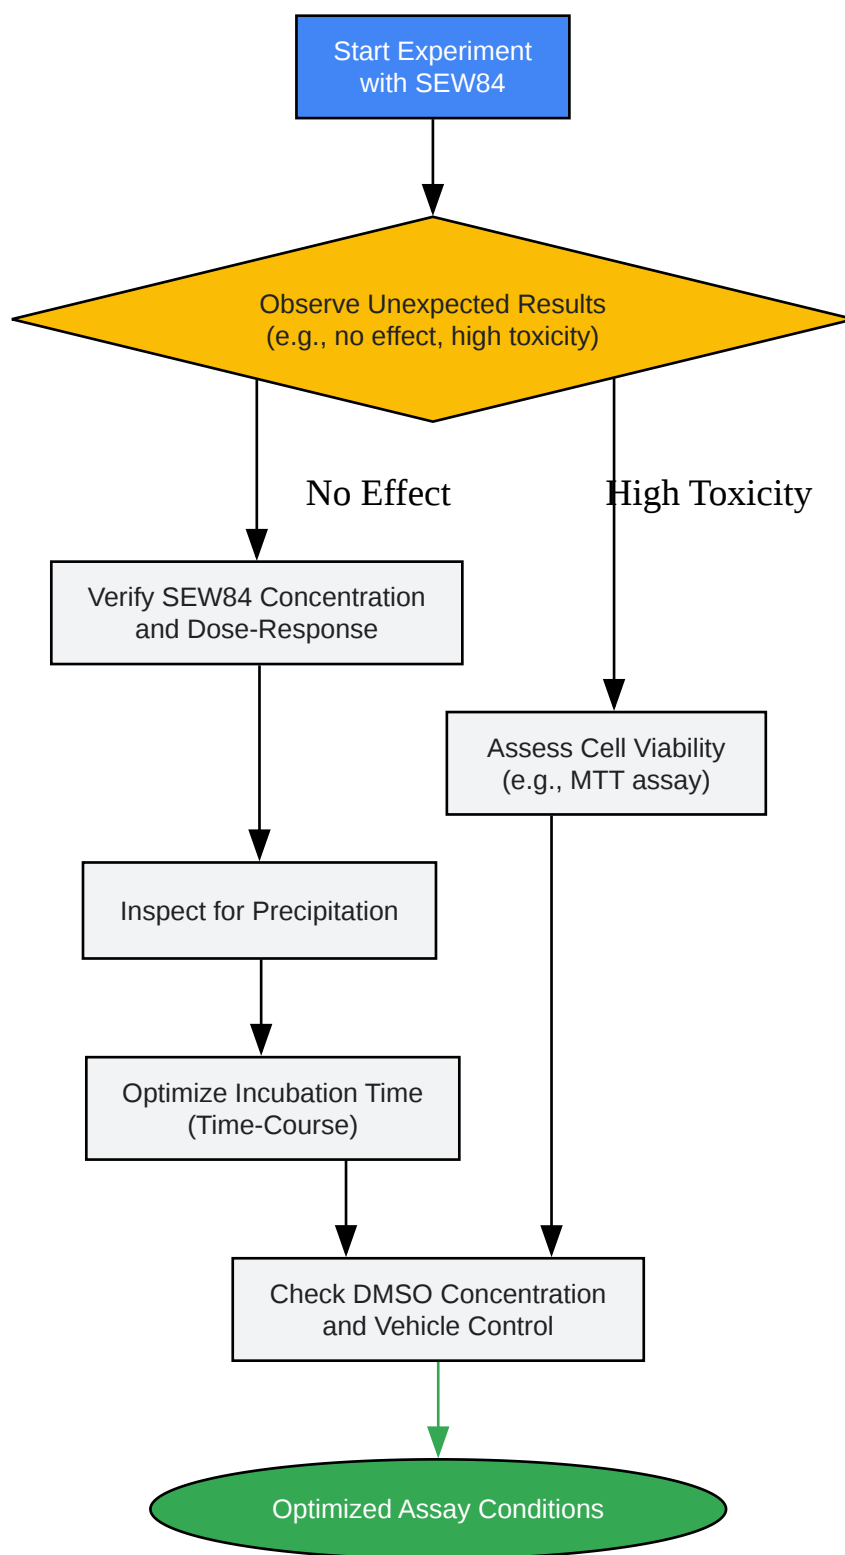 Start Experiment
with SEW84
Observe Unexpected Results
(e.g., no effect, high toxicity)
No Effect
High Toxicity
Verify SEW84 Concentration
and Dose-Response
Assess Cell Viability
(e.g., MTT assay)
Inspect for Precipitation
Optimize Incubation Time
(Time-Course)
Check DMSO Concentration
and Vehicle Control
Optimized Assay Conditions